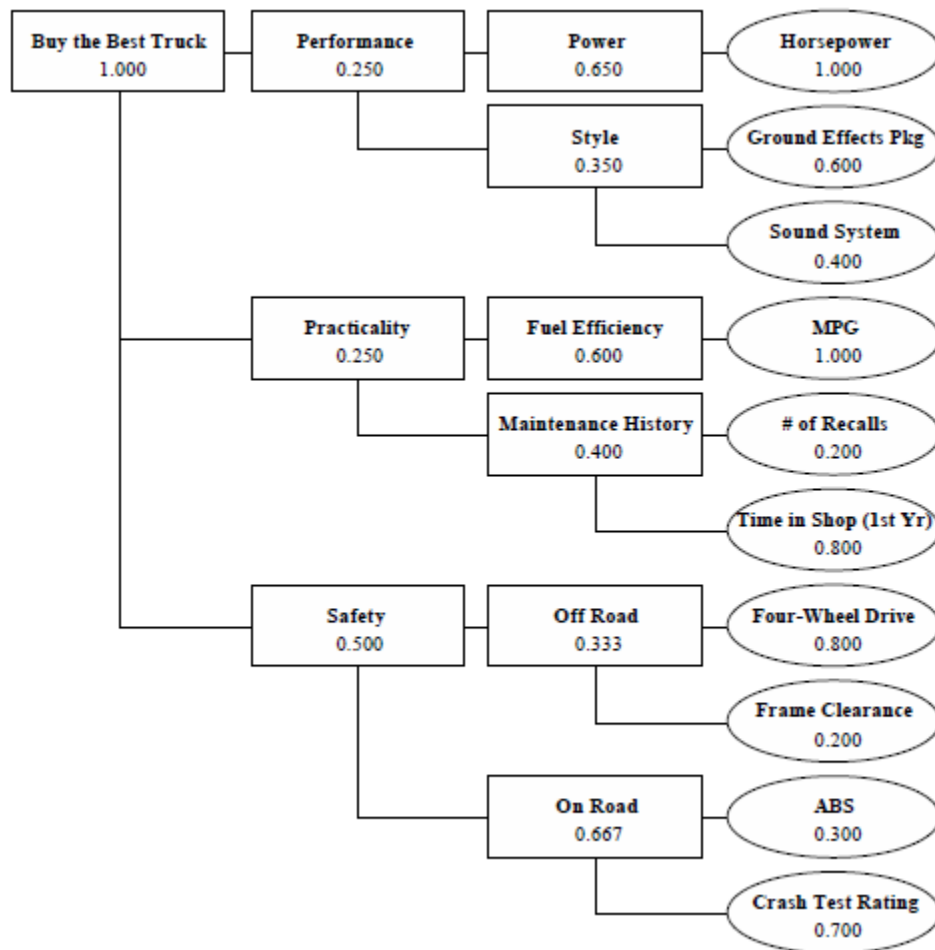 Buy the Best Truck
1.000
Performance
0.250
Power
0.650
Horsepower
1.000
Style
0.350
Ground Effects Pkg
0.600
Sound System
0.400
Practicality
0.250
Fuel Efficiency
0.600
MPG
1.000
Maintenance History
0.400
# of Recalls
0.200
Time in Shop (1st Yr)
0.800
Safety
0.500
Off Road
0.333
Four-Wheel Drive
0.800
Frame Clearance
0.200
On Road
0.667
ABS
0.300
Crash Test Rating
0.700